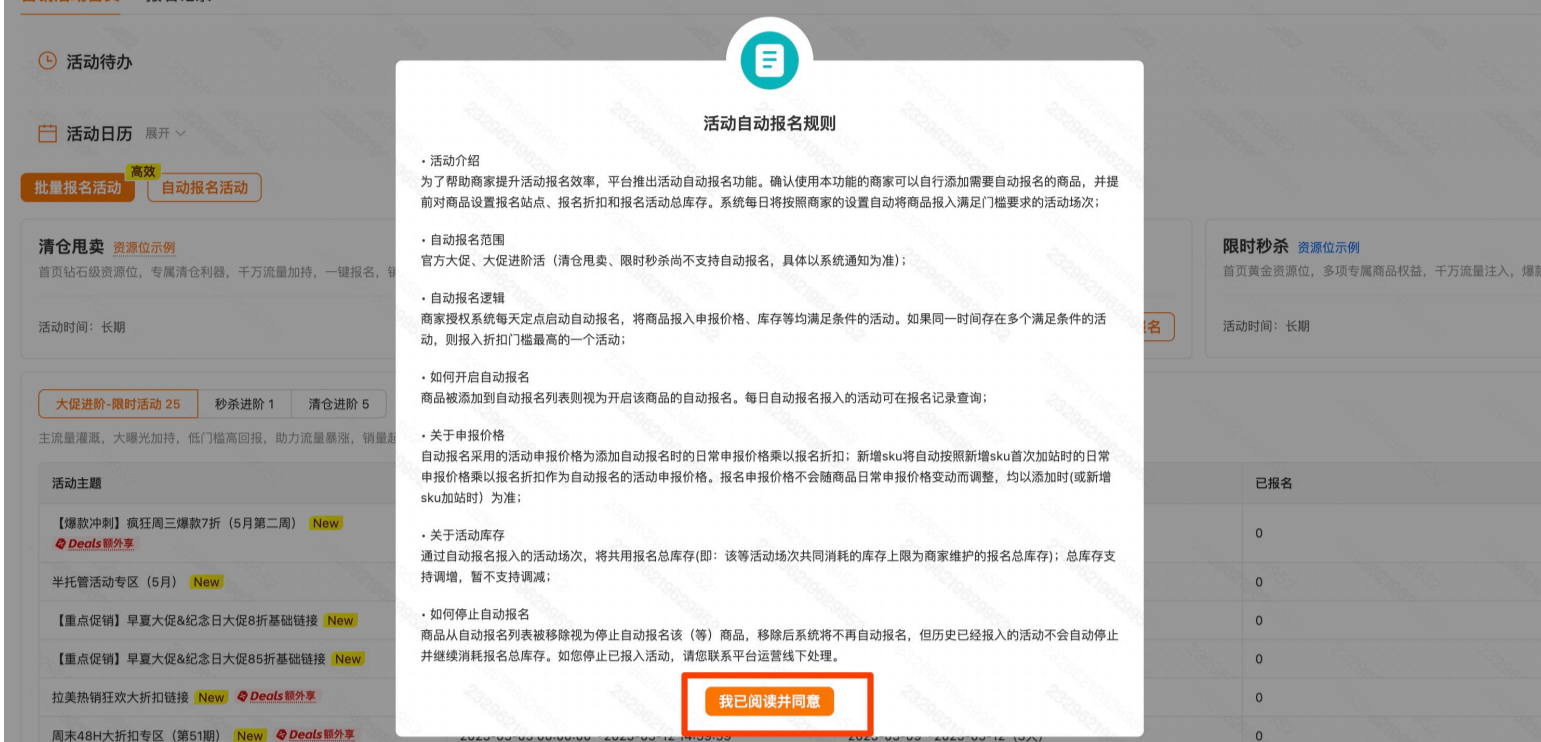 活动待办
活动日历 展开
高效
批量报名活动 自动报名活动
清仓甩卖 资源位示例
首页钻石级资源位，专属清仓利器，千万流量加持，一键报名，
活动时间：长期
大促进阶-限时活动 25 秒杀进阶 1 清仓进阶 5
主流量灌溉，大曝光加持，低门槛高回报，助力流量暴涨，销量起
活动主题
【爆款冲刺】疯狂周三爆款7折（5月第二周） New
Deals额外享
半托管活动专区（5月） New
【重点促销】早夏大促&纪念日大促8折基础链接 New
【重点促销】早夏大促&纪念日大促85折基础链接 New
拉美热销狂欢大折扣链接 New Deals额外享
周末48H大折扣专区（第51期） New Deals额外享
活动自动报名规则
·活动介绍
为了帮助商家提升活动报名效率，平台推出活动自动报名功能。确认使用本功能的商家可以自行添加需要自动报名的商品，并提
前对商品设置报名站点、报名折扣和报名活动总库存。系统每日将按照商家的设置自动将商品报入满足门槛要求的活动场次；
·自动报名范围
官方大促、大促进阶活（清仓甩卖、限时秒杀尚不支持自动报名，具体以系统通知为准）；
·自动报名逻辑
商家授权系统每天定点启动自动报名，将商品报入申报价格、库存等均满足条件的活动。如果同一时间存在多个满足条件的活
动，则报入折扣门槛最高的一个活动；
·如何开启自动报名
商品被添加到自动报名列表则视为开启该商品的自动报名。每日自动报名报入的活动可在报名记录查询；
·关于申报价格
自动报名采用的活动申报价格为添加自动报名时的日常申报价格乘以报名折扣；新增sku将自动按照新增sku首次加站时的日常
申报价格乘以报名折扣作为自动报名的活动申报价格。报名申报价格不会随商品日常申报价格变动而调整，均以添加时(或新增
sku加站时）为准；
·关于活动库存
通过自动报名报入的活动场次，将共用报名总库存(即：该等活动场次共同消耗的库存上限为商家维护的报名总库存)；总库存支
持调增，暂不支持调减；
·如何停止自动报名
商品从自动报名列表被移除视为停止自动报名该（等）商品，移除后系统将不再自动报名，但历史已经报入的活动不会自动停止
并继续消耗报名总库存。如您停止已报入活动，请您联系平台运营线下处理。
我已阅读并同意
名
限时秒杀 资源位示例
首页黄金资源位，多项专属商品权益，千万流量注入，爆
活动时间：长期
已报名
0
0
0
0
0
0